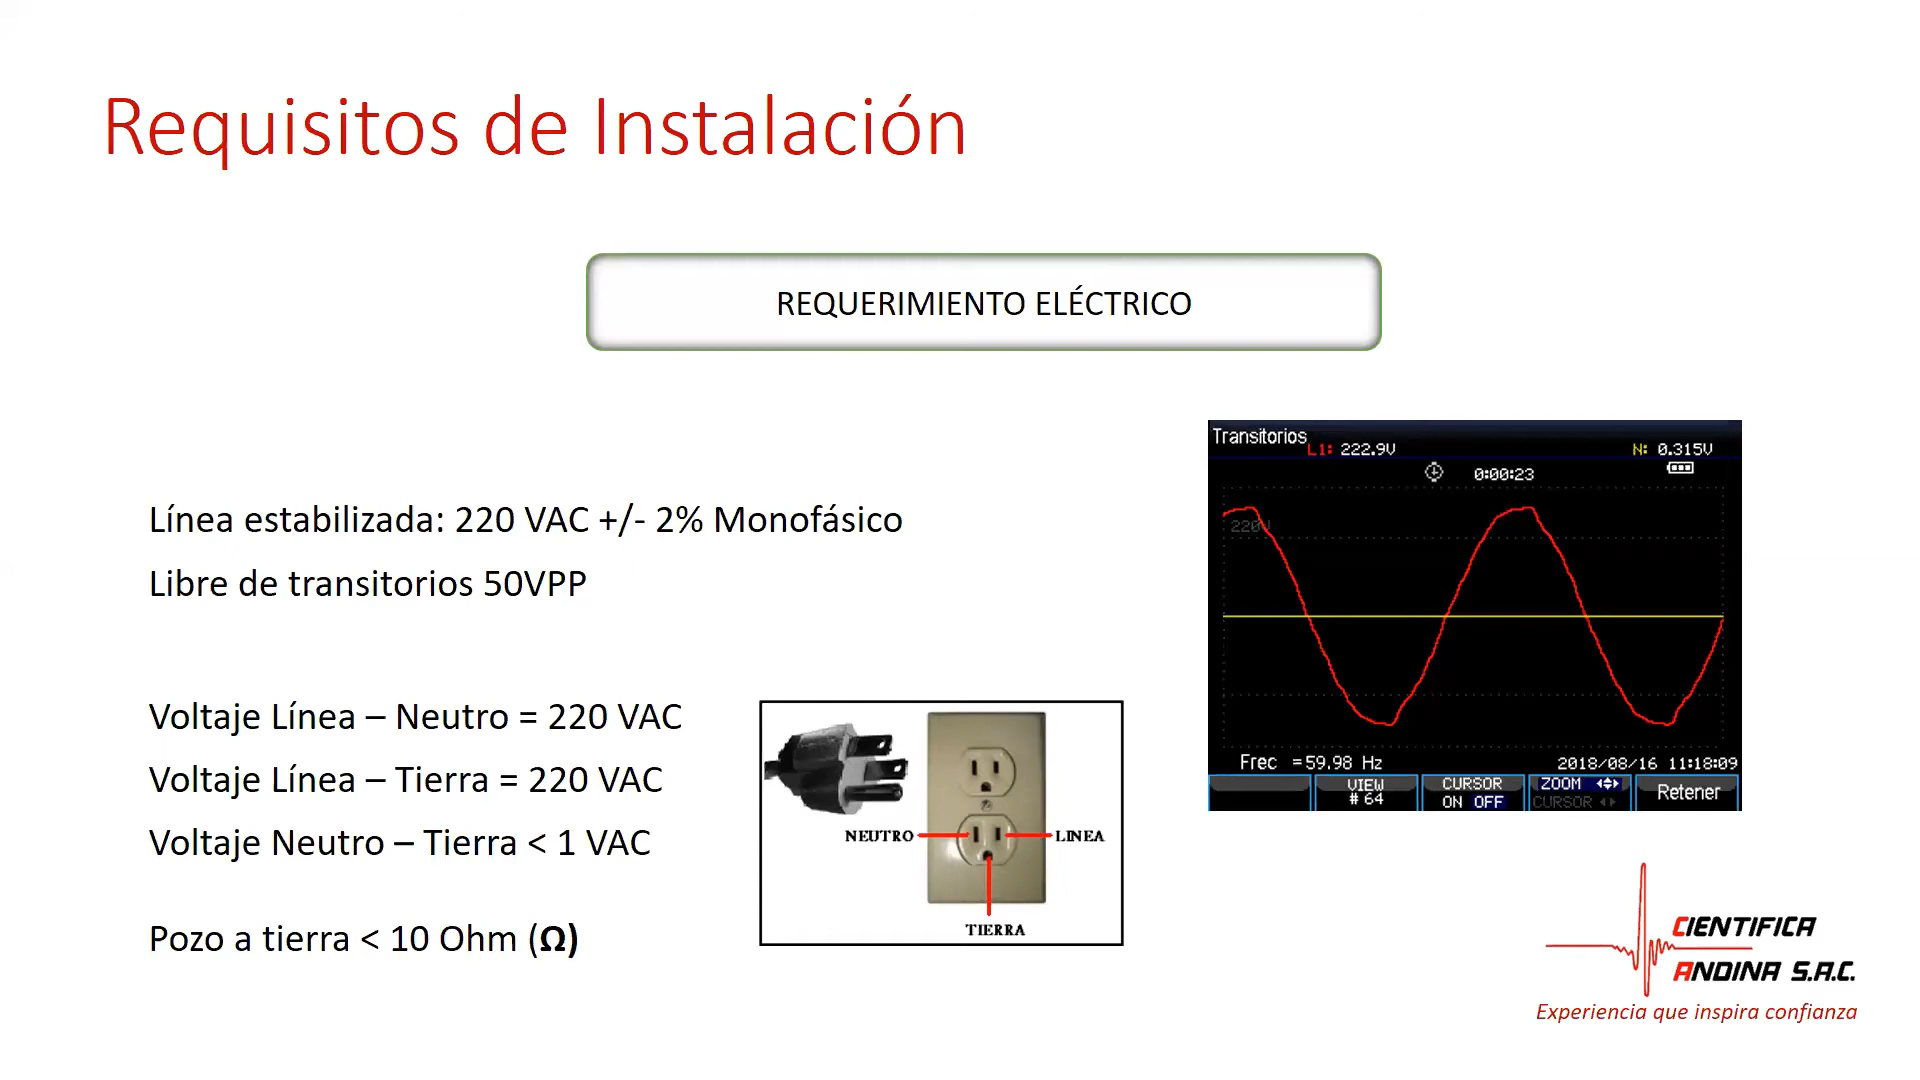 Requisitos de Instalación
REQUERIMIENTO ELÉCTRICO
Línea estabilizada: 220 VAC +/- 2% Monofásico
Libre de transitorios 50VPP
Voltaje Línea – Neutro = 220 VAC
Voltaje Línea – Tierra = 220 VAC
Voltaje Neutro – Tierra < 1 VAC
Pozo a tierra < 10 Ohm (Ω)
NEUTRO
LINEA
TIERRA
Transitorios
L1: 222.9V
N: 0.315V
0:00:23
220V
Frec =59.98 Hz
2018/08/16 11:18:09
VIEW
#64
CURSOR
ON OFF
ZOOM
CURSOR
Retener
CIENTIFICA
ANDINA S.A.C.
Experiencia que inspira confianza